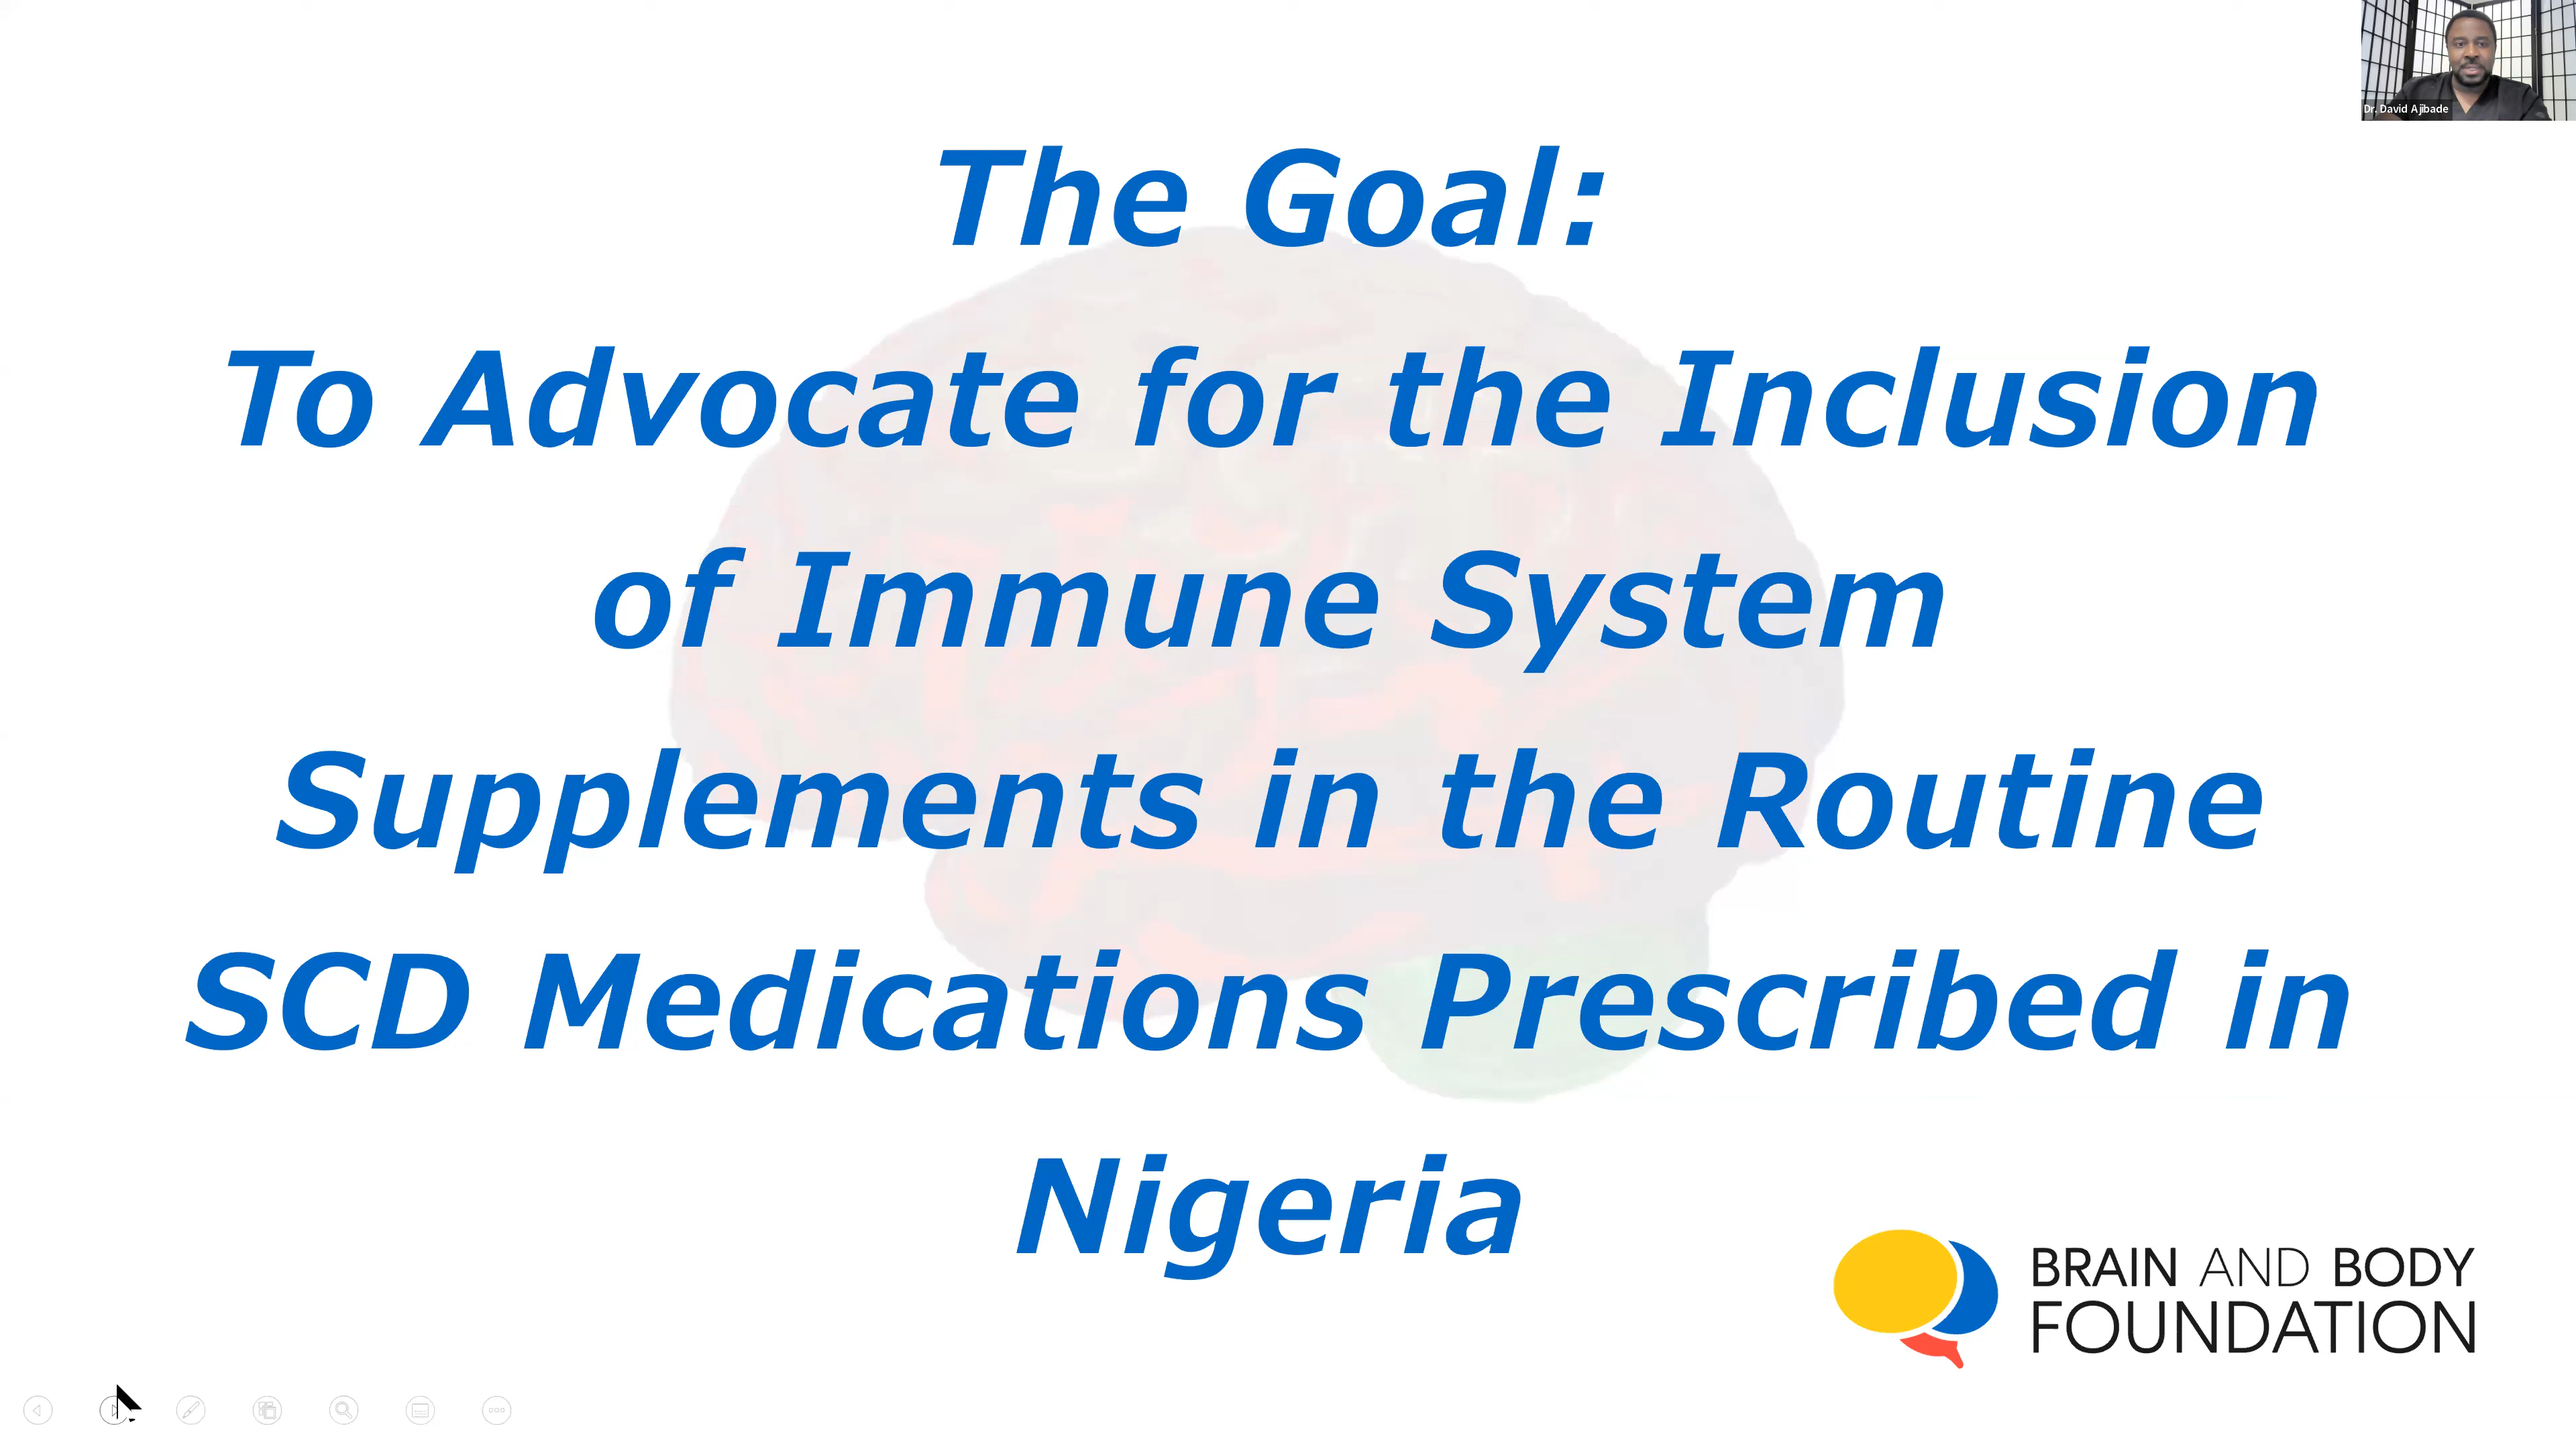 Dr. David Ajibade
The Goal:
To Advocate for the Inclusion
of Immune System
Supplements in the Routine
SCD Medications Prescribed in
Nigeria
BRAIN AND BODY
FOUNDATION